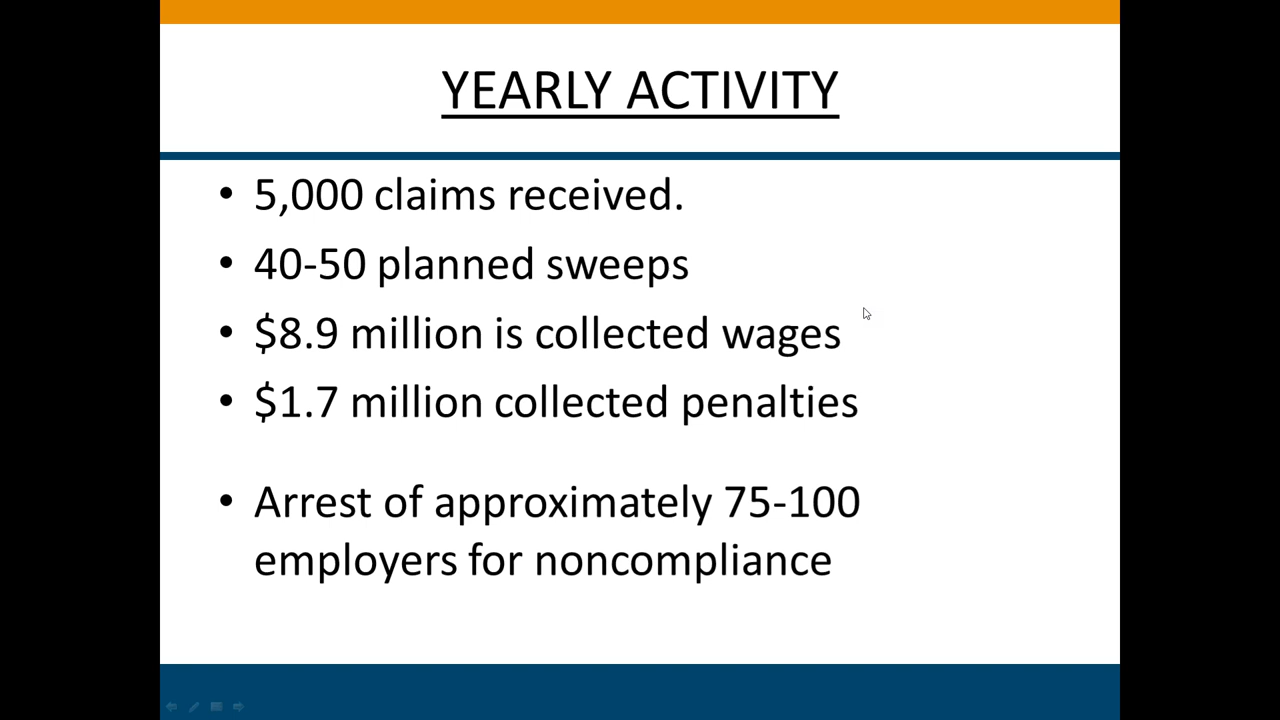 YEARLY ACTIVITY
• 5,000 claims received.
• 40-50 planned sweeps
• $8.9 million is collected wages
• $1.7 million collected penalties
• Arrest of approximately 75-100
employers for noncompliance